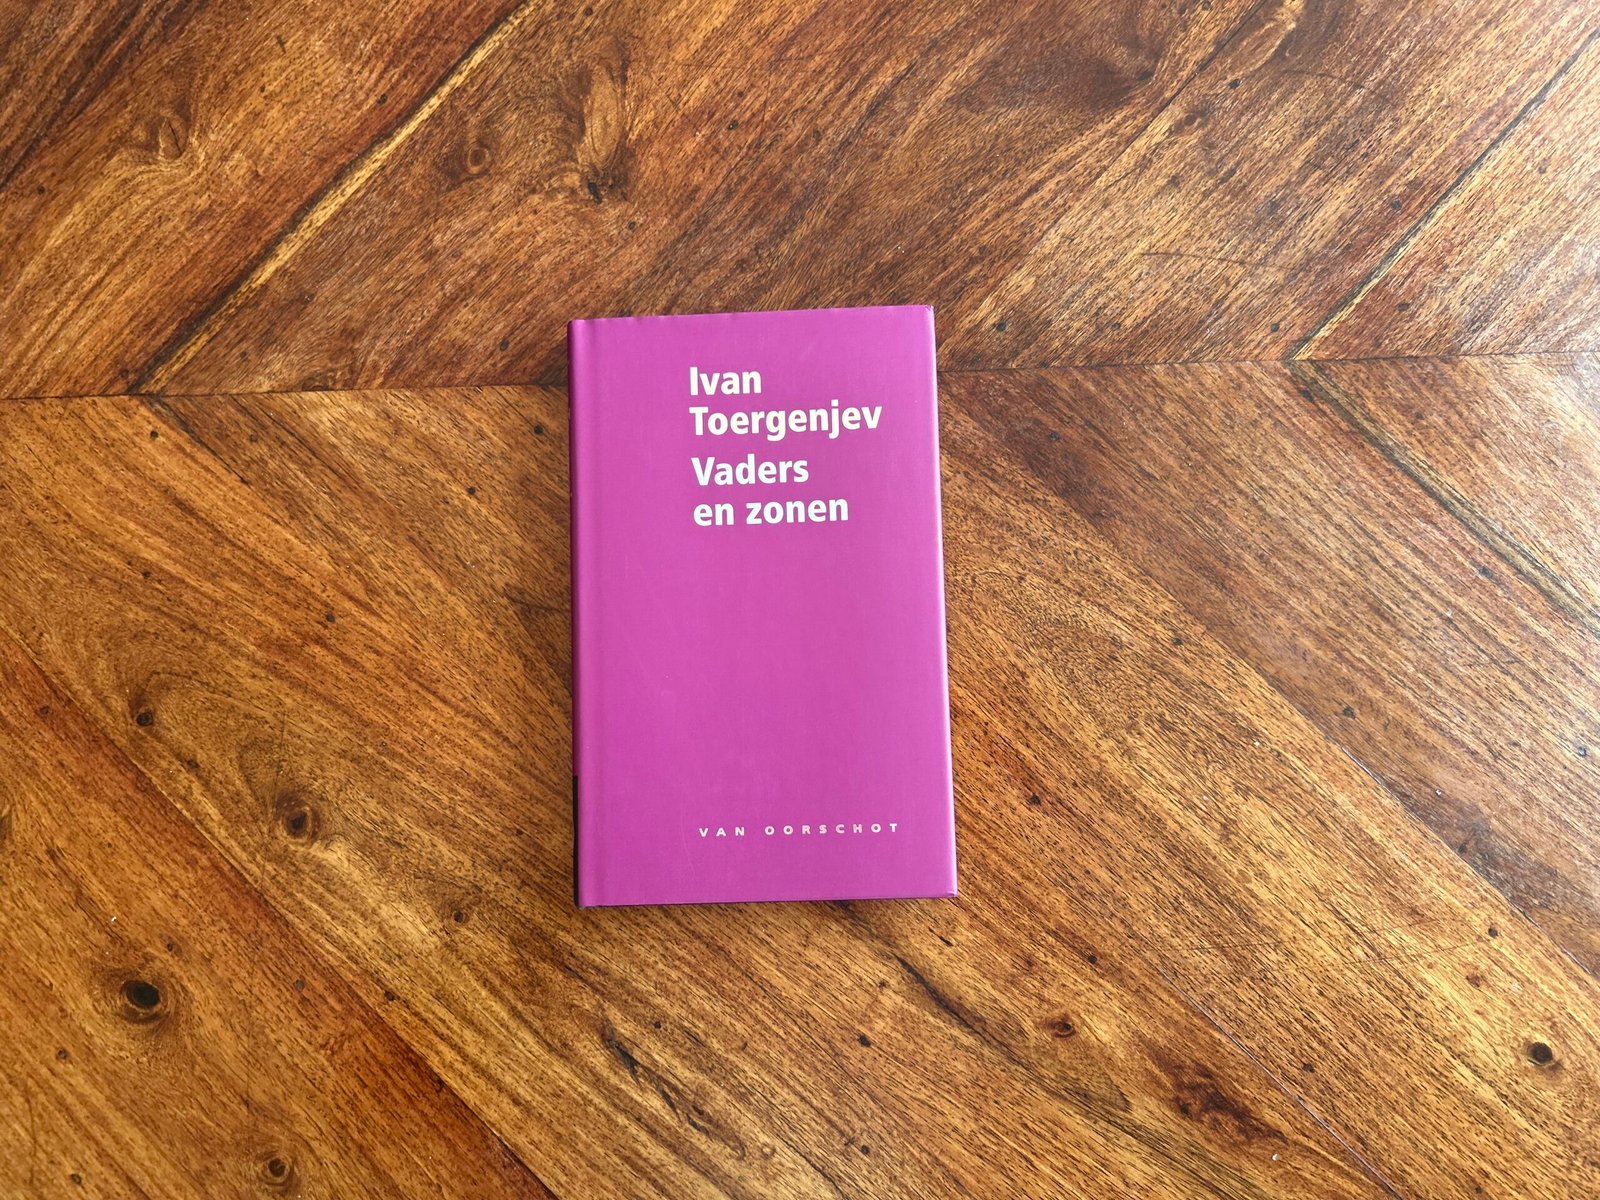 Ivan
Toergenjev
Vaders
en zonen
VAN OORSCHOT